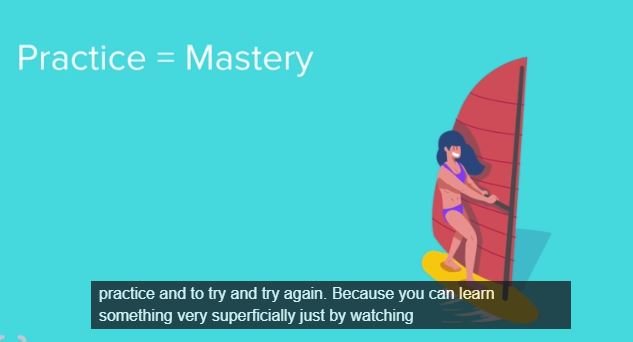 Practice = Mastery
practice and to try and try again. Because you can learn
something very superficially just by watching